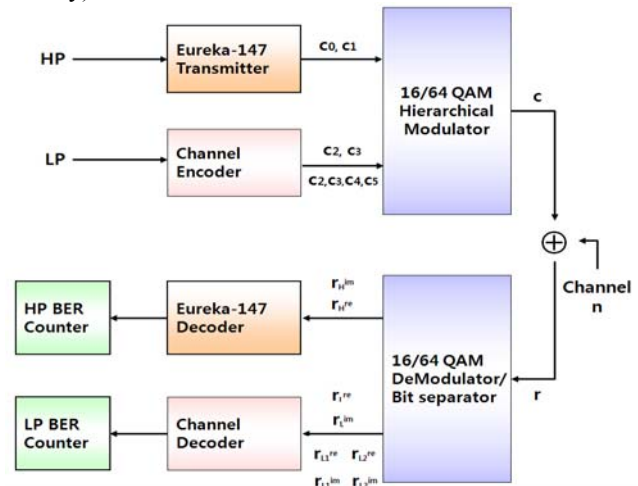 HP
Eureka-147
Transmitter
C0, C1
16/64 QAM
Hierarchical
Modulator
c
LP
Channel
Encoder
C2, C3
C2,C3,C4,C5
Channel
n
HP BER
Counter
Eureka-147
Decoder
rHim
rHre
16/64 QAM
DeModulator/
Bit separator
r
LP BER
Counter
Channel
Decoder
rLim
rL1re rL2re
rL1im rL2im